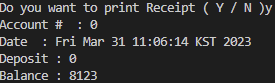 Do you want to print Receipt ( Y / N )y
Account #  : 0
Date  : Fri Mar 31 11:06:14 KST 2023
Deposit : 0
Balance : 8123